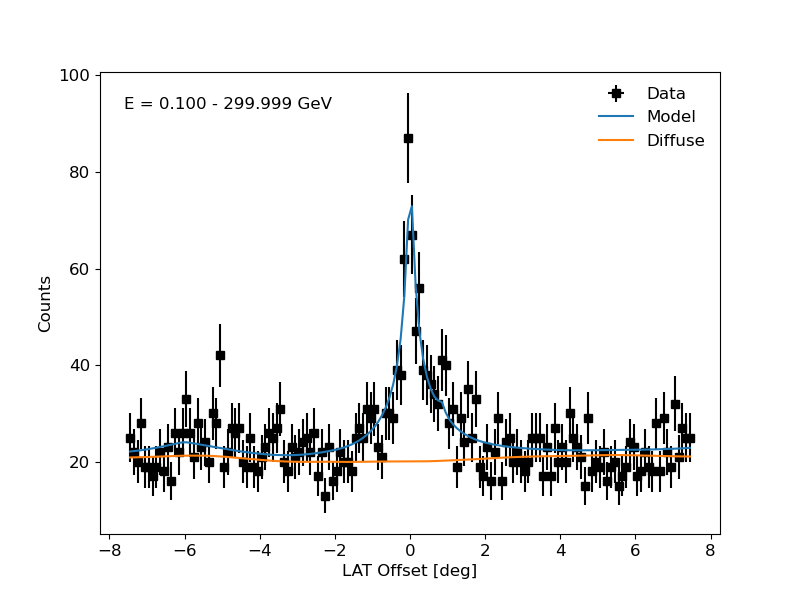 E = 0.100 - 299.999 GeV
Data
Model
Diffuse
100
80
60
40
20
Counts
−8 −6 −4 −2 0 2 4 6 8
LAT Offset [deg]